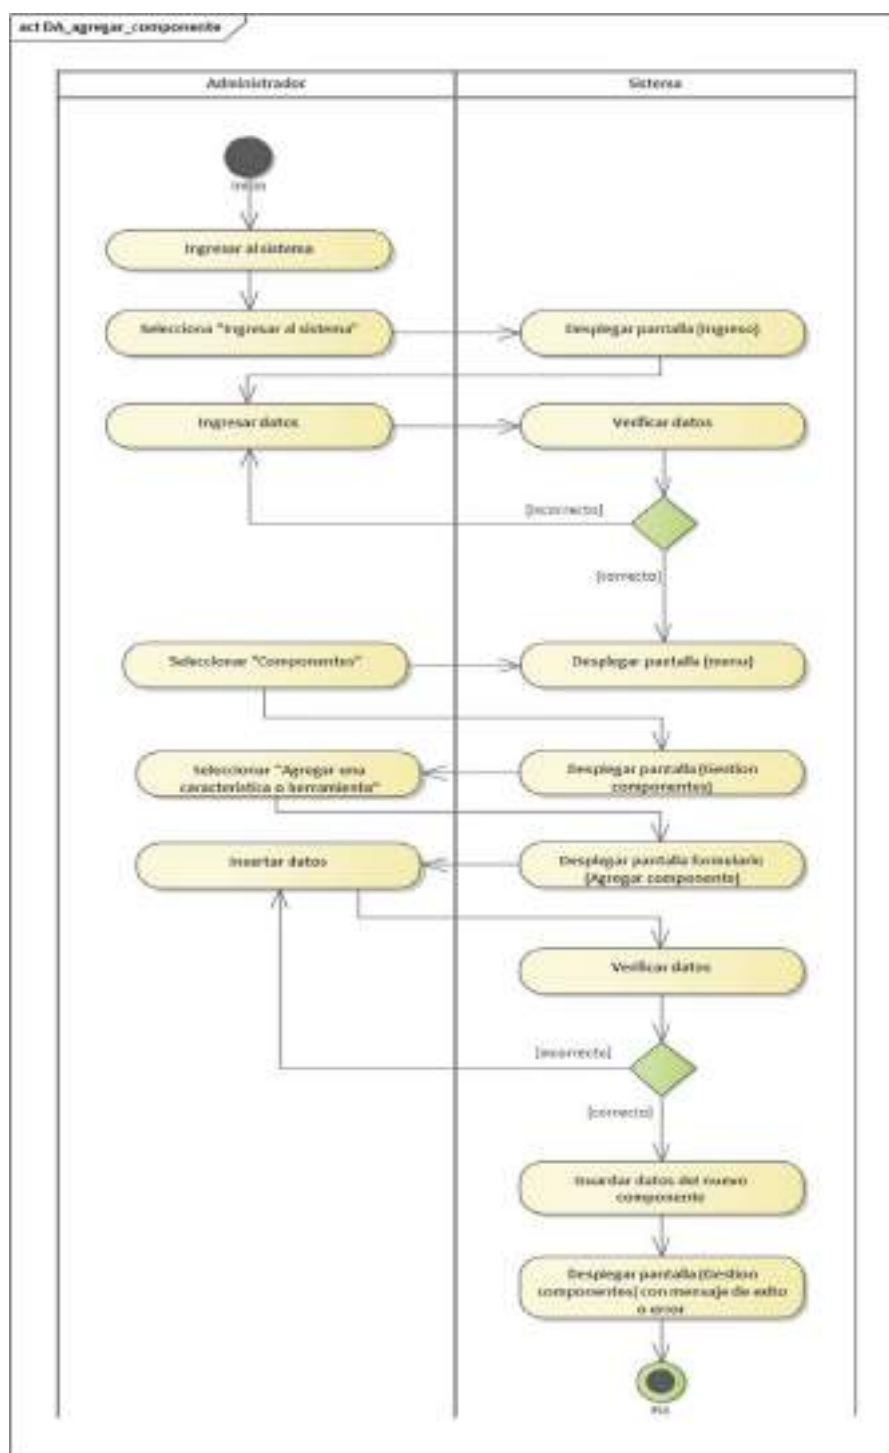 act DA_agregar_componente
Administrador
Sistema
Inicio
Ingresar al sistema
Selecciona "Ingresar al sistema"
Desplegar pantalla (ingreso)
Ingresar datos
Verificar datos
[incorrecto]
[correcto]
Seleccionar "Componentes"
Desplegar pantalla (menu)
Seleccionar "Agregar una
característica o herramienta"
Desplegar pantalla (Gestion
componentes)
Insertar datos
Desplegar pantalla formulario
(Agregar componente)
Verificar datos
[incorrecto]
[correcto]
Guardar datos del nuevo
componente
Desplegar pantalla (Gestion
componentes) con mensaje de exito
o error
Fin